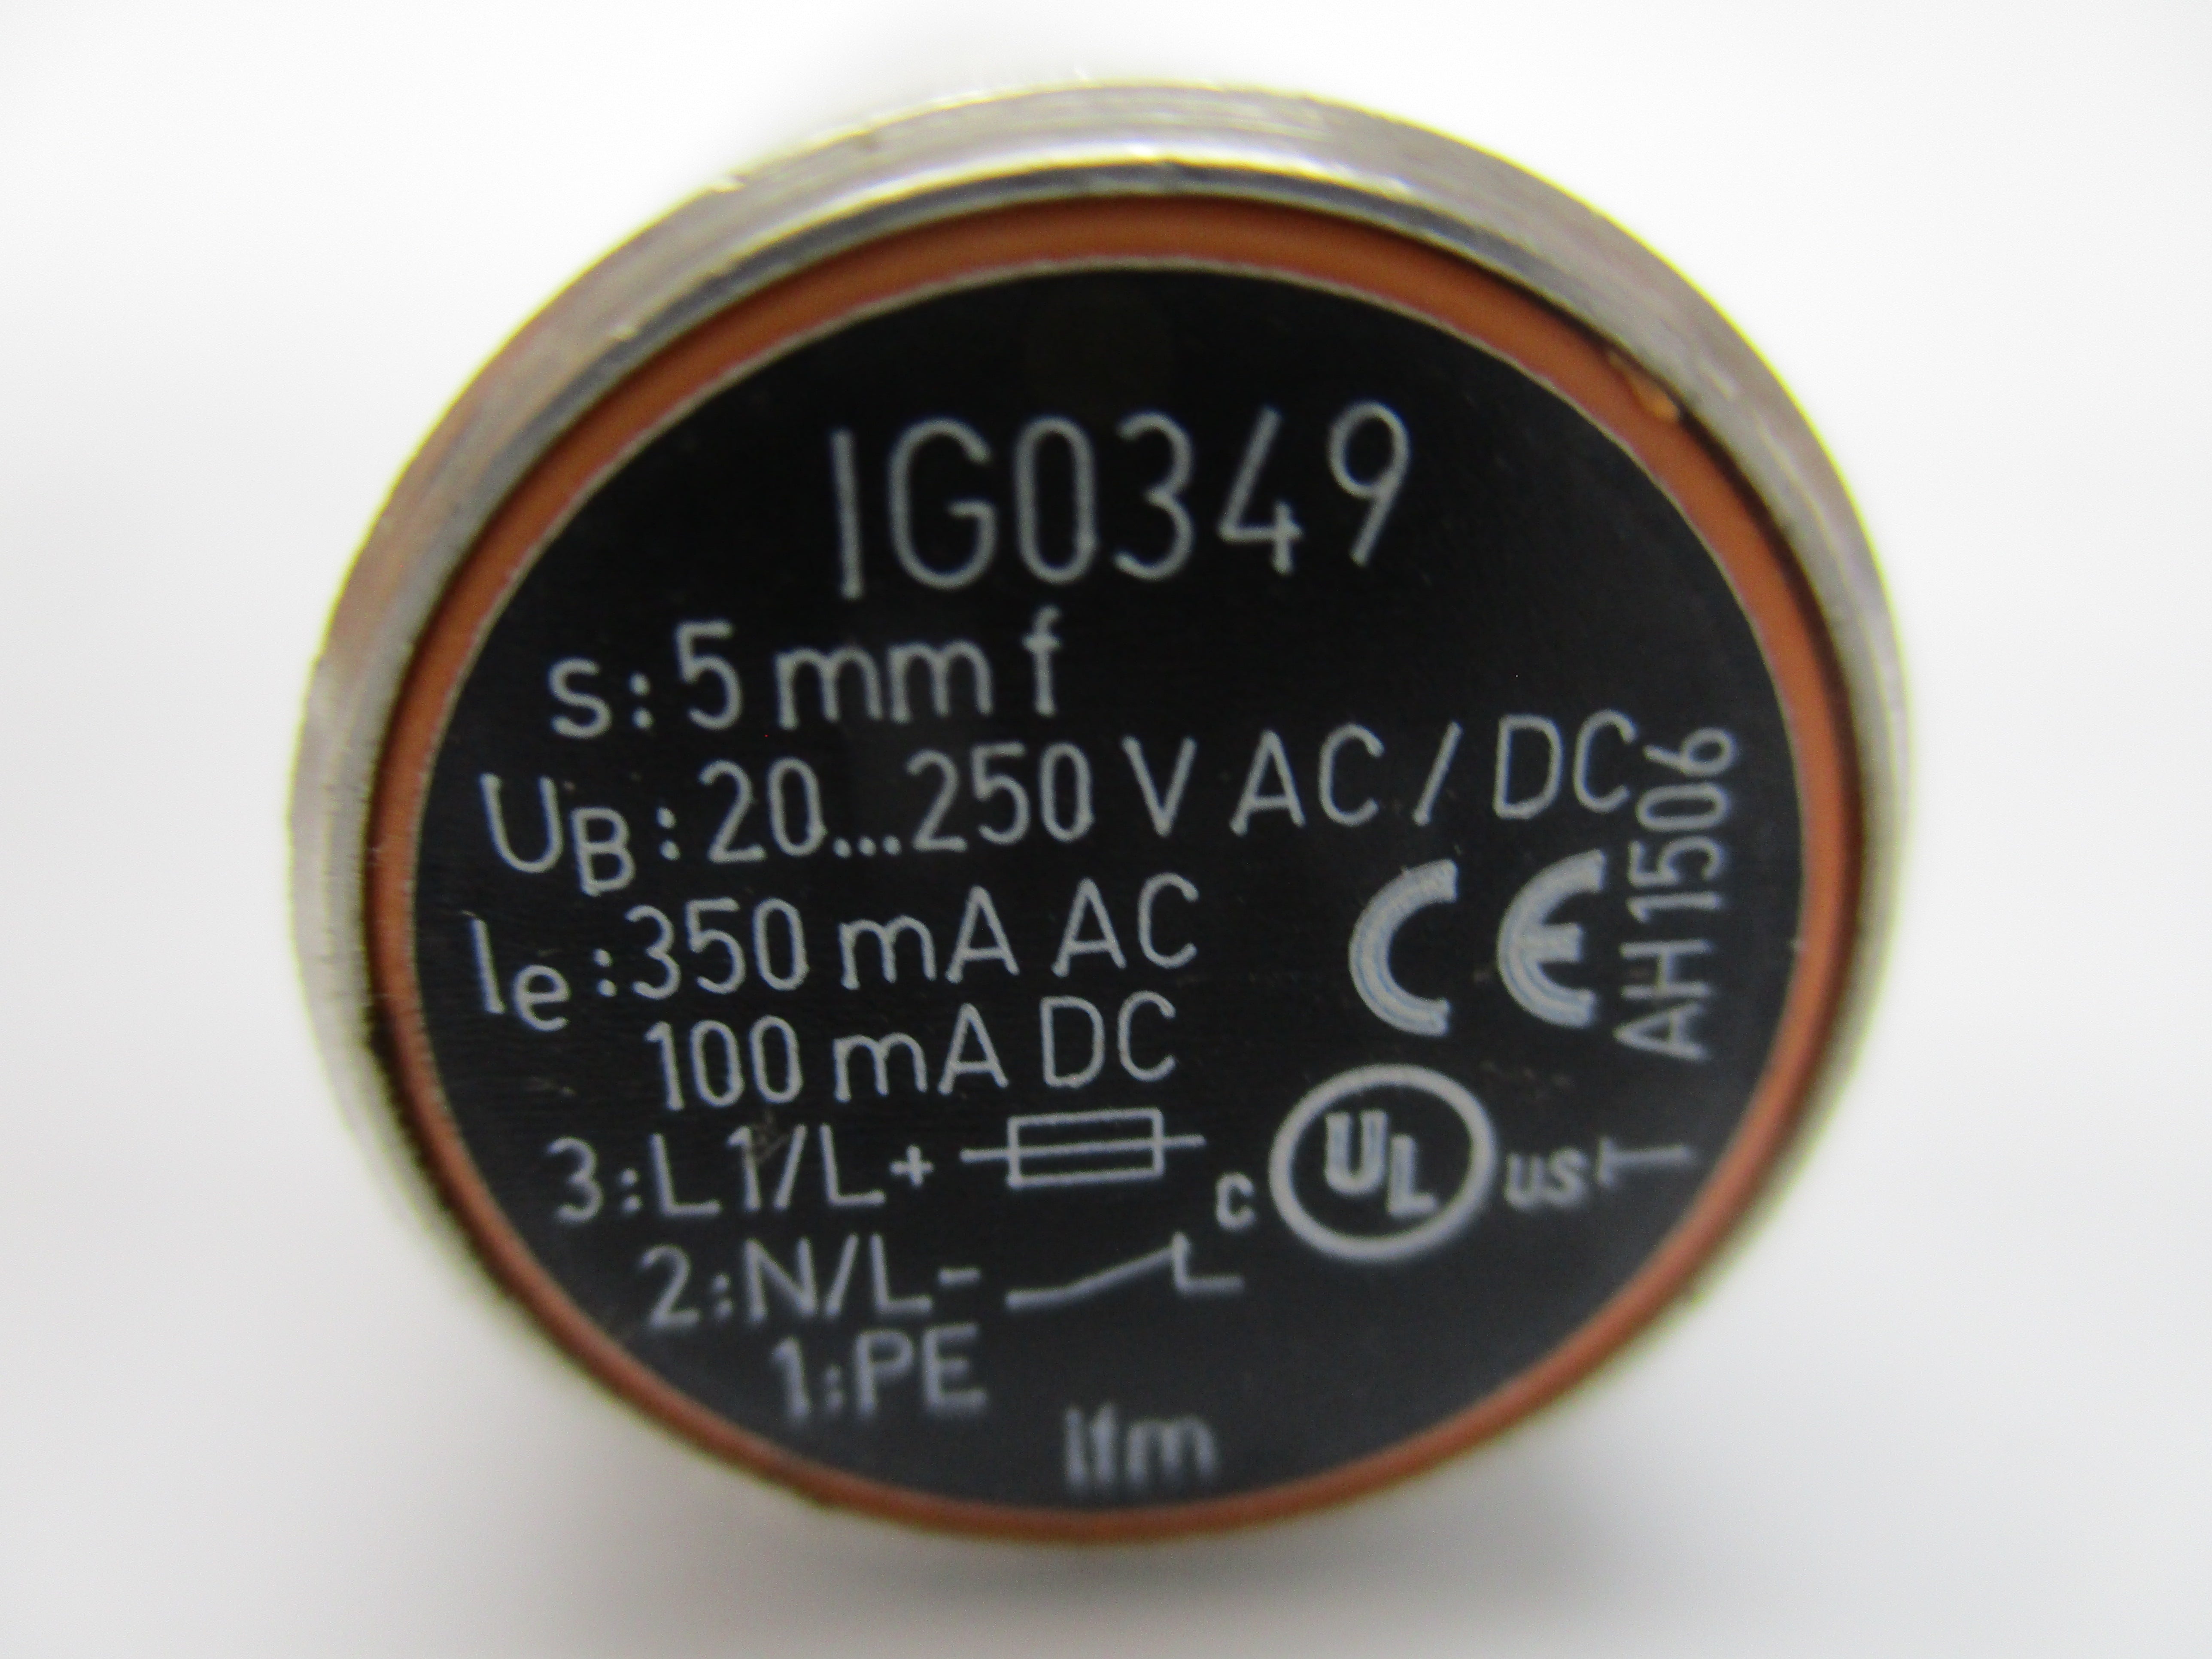 IG0349
s: 5 mm f
UB: 20...250 V AC / DC
Ie: 350 mA AC
100 mA DC
CE
AH1506
3: L1/L+
c UL us T
2: N/L-
1: PE
ifm